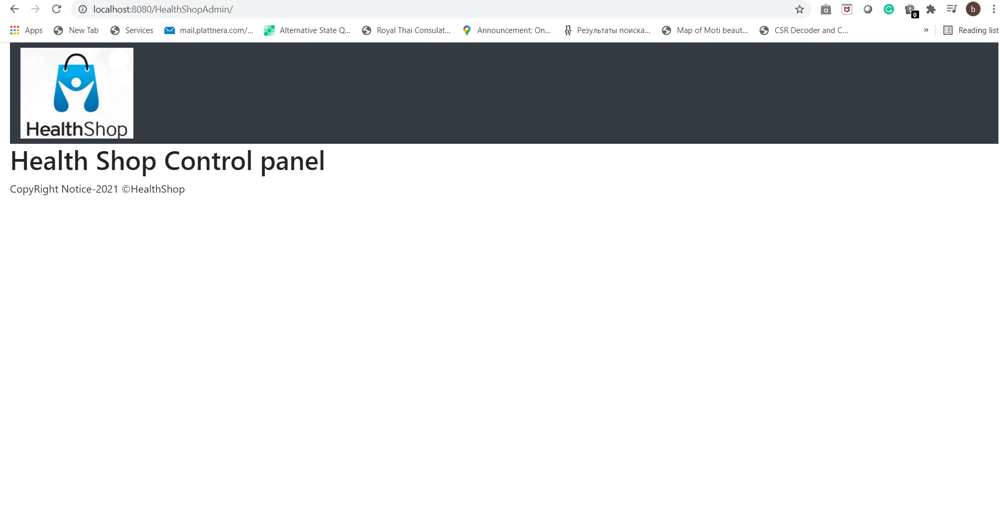 localhost:8080/HealthShopAdmin/
a
G
0
b
Apps New Tab Services mail.plattnera.com/... Alternative State Q... Royal Thai Consulat... Announcement: On... Результаты поиска... Map of Moti beaut... CSR Decoder and C... » Reading list
HealthShop
Health Shop Control panel
CopyRight Notice-2021 ©HealthShop